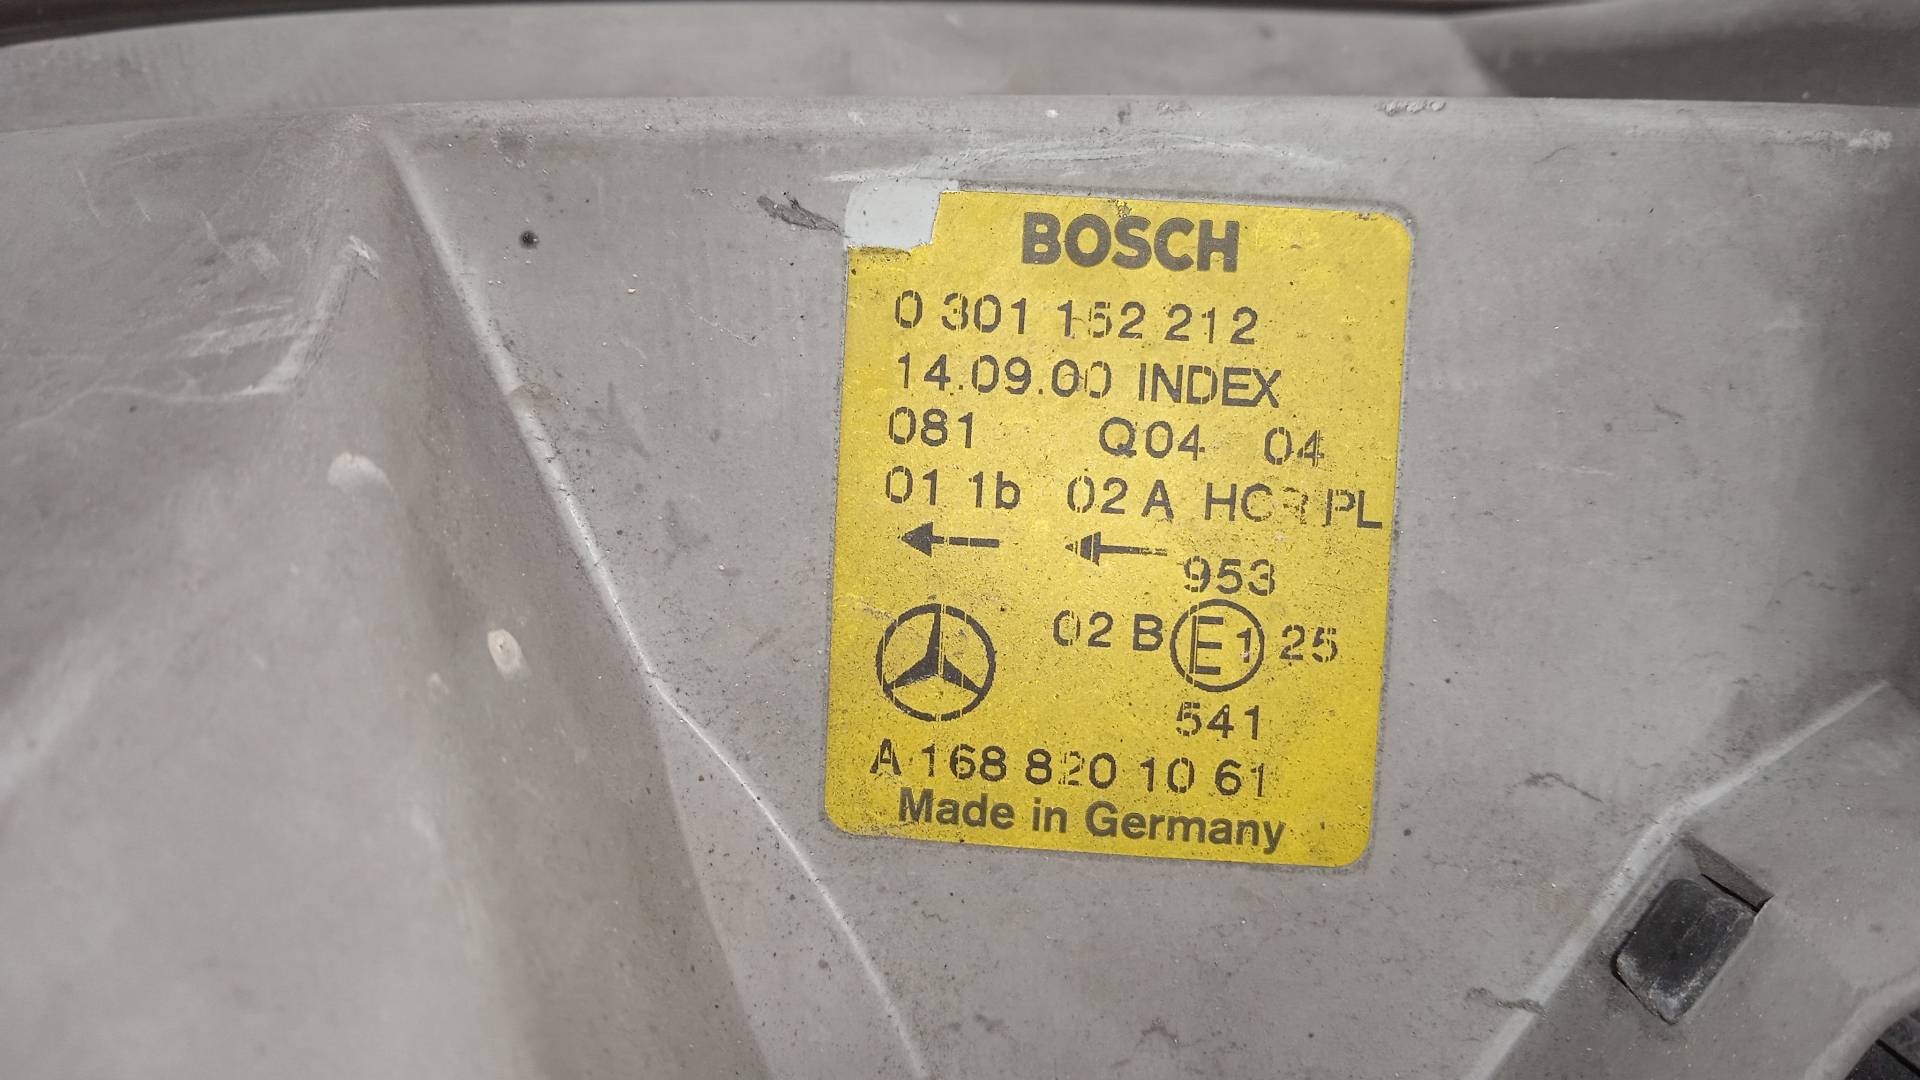 BOSCH
0 301 152 212
14.09.00 INDEX
081 Q04 04
01 1b 02 A HCR PL
953
02 B E1 25
541
A 168 820 10 61
Made in Germany